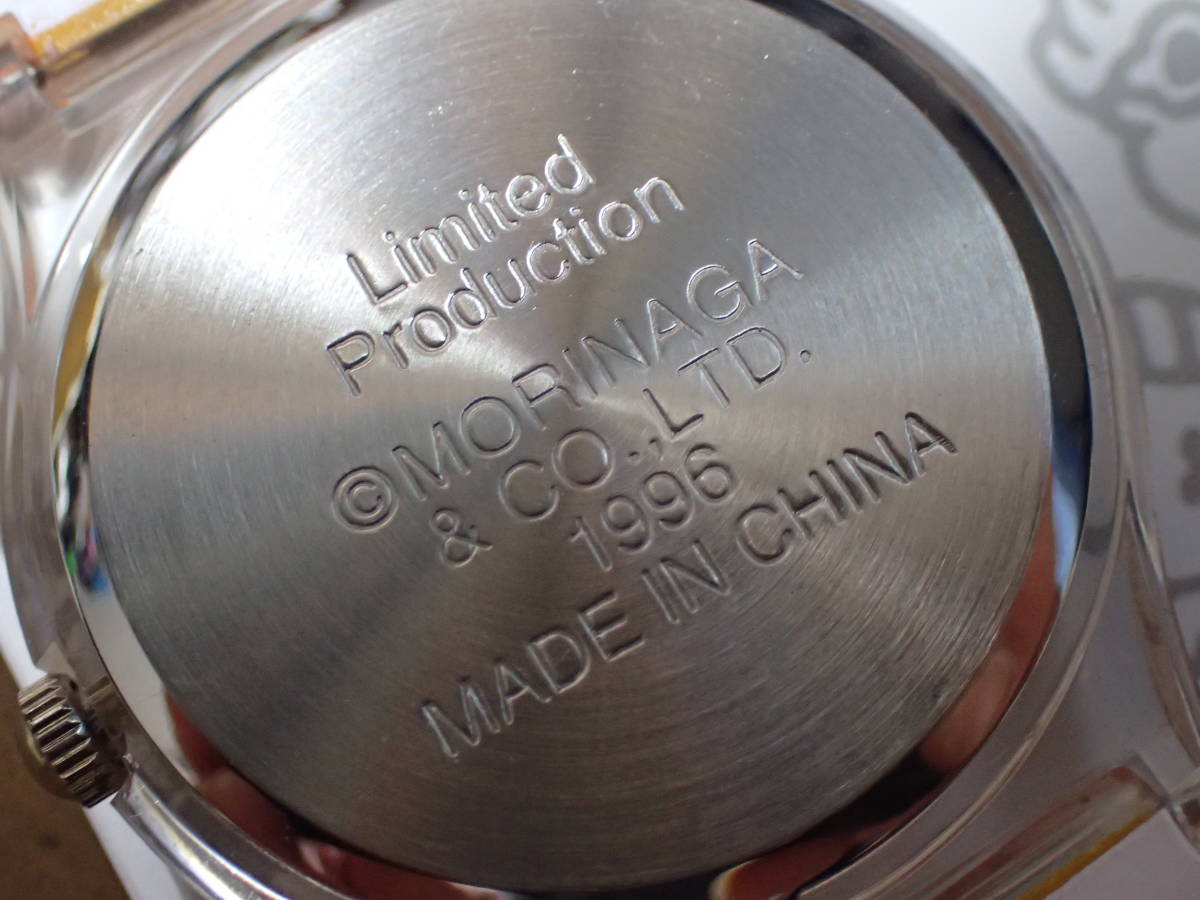 Limited
Production
©MORINAGA
& CO.,LTD.
1996
MADE IN CHINA